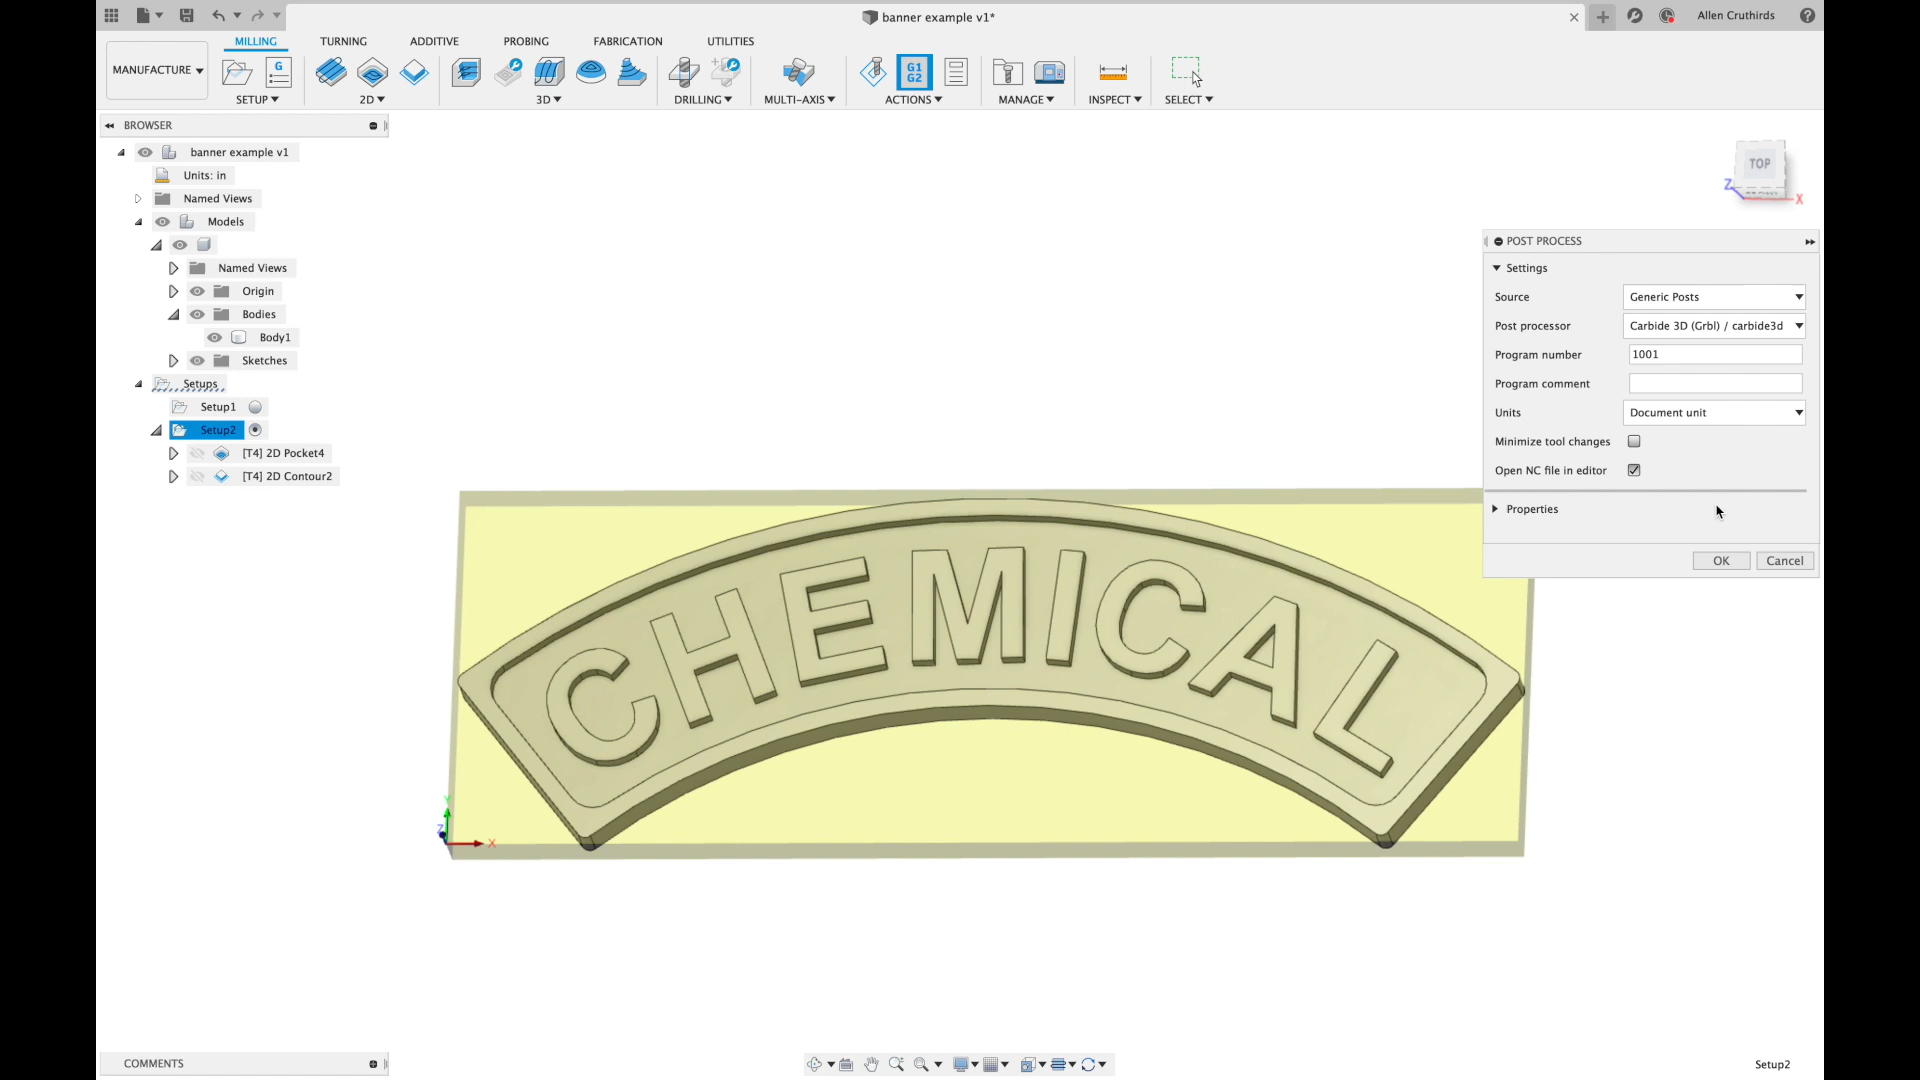 banner example v1*
Allen Cruthirds
MANUFACTURE
MILLING
TURNING
ADDITIVE
PROBING
FABRICATION
UTILITIES
G
G1
G2
SETUP
2D
3D
DRILLING
MULTI-AXIS
ACTIONS
MANAGE
INSPECT
SELECT
BROWSER
banner example v1
Units: in
Named Views
Models
Named Views
Origin
Bodies
Body1
Sketches
Setups
Setup1
Setup2
[T4] 2D Pocket4
[T4] 2D Contour2
TOP
Z
X
POST PROCESS
Settings
Source
Generic Posts
Post processor
Carbide 3D (Grbl) / carbide3d
Program number
1001
Program comment
Units
Document unit
Minimize tool changes
Open NC file in editor
Properties
OK
Cancel
CHEMICAL
Y
Z
X
COMMENTS
Setup2